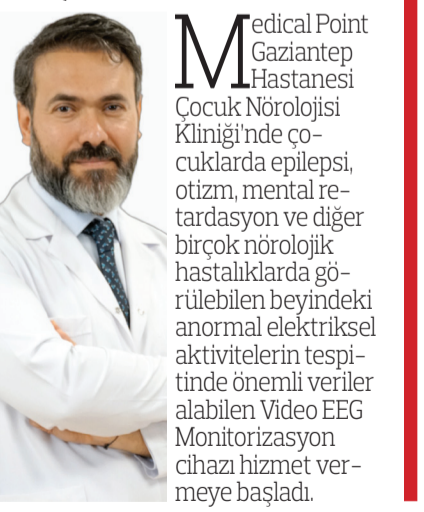 Medical Point
Gaziantep
Hastanesi
Çocuk Nörolojisi
Kliniği'nde ço-
cuklarda epilepsi,
otizm, mental re-
tardasyon ve diğer
birçok nörolojik
hastalıklarda gö-
rülebilen beyindeki
anormal elektriksel
aktivitelerin tespi-
tinde önemli veriler
alabilen Video EEG
Monitorizasyon
cihazı hizmet ver-
meye başladı.